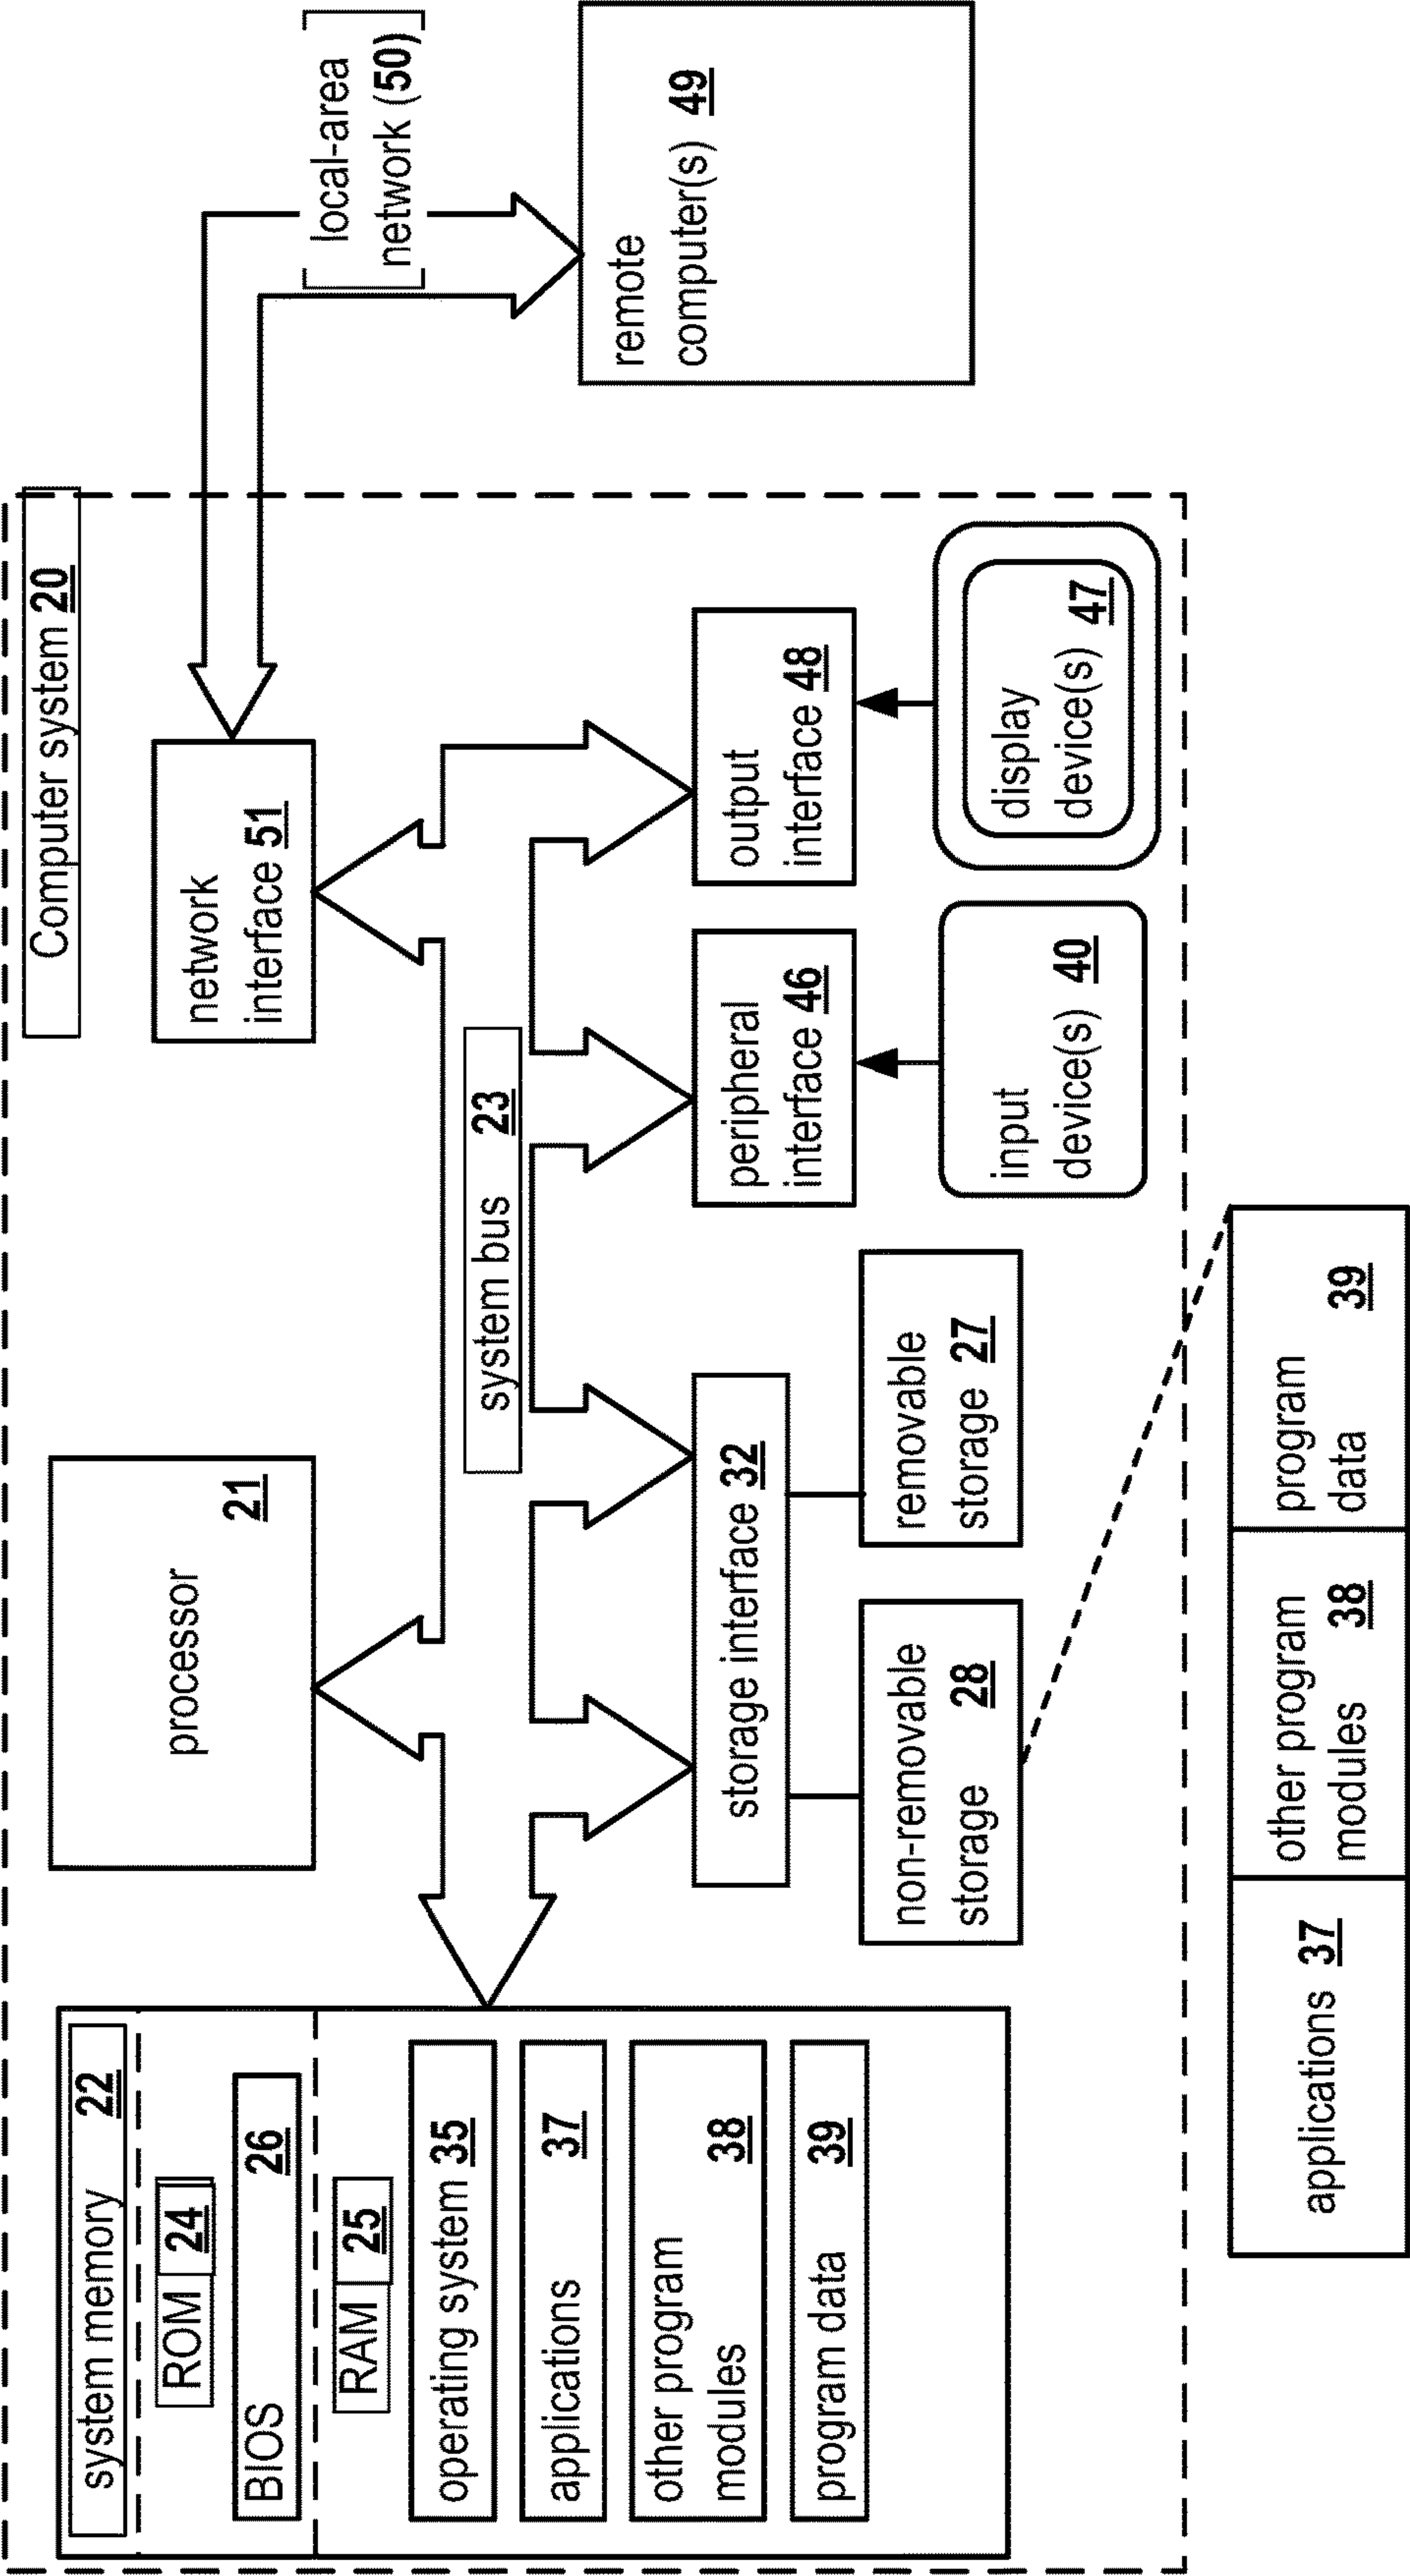 Computer system 20
system memory 22
ROM 24
BIOS 26
RAM 25
operating system 35
applications 37
other program
modules 38
program data 39
processor 21
network
interface 51
local-area
network (50)
system bus 23
storage interface 32
peripheral
interface 46
output
interface 48
remote
computer(s) 49
non-removable
storage 28
removable
storage 27
input
device(s) 40
display
device(s) 47
applications 37
other program
modules 38
program
data 39